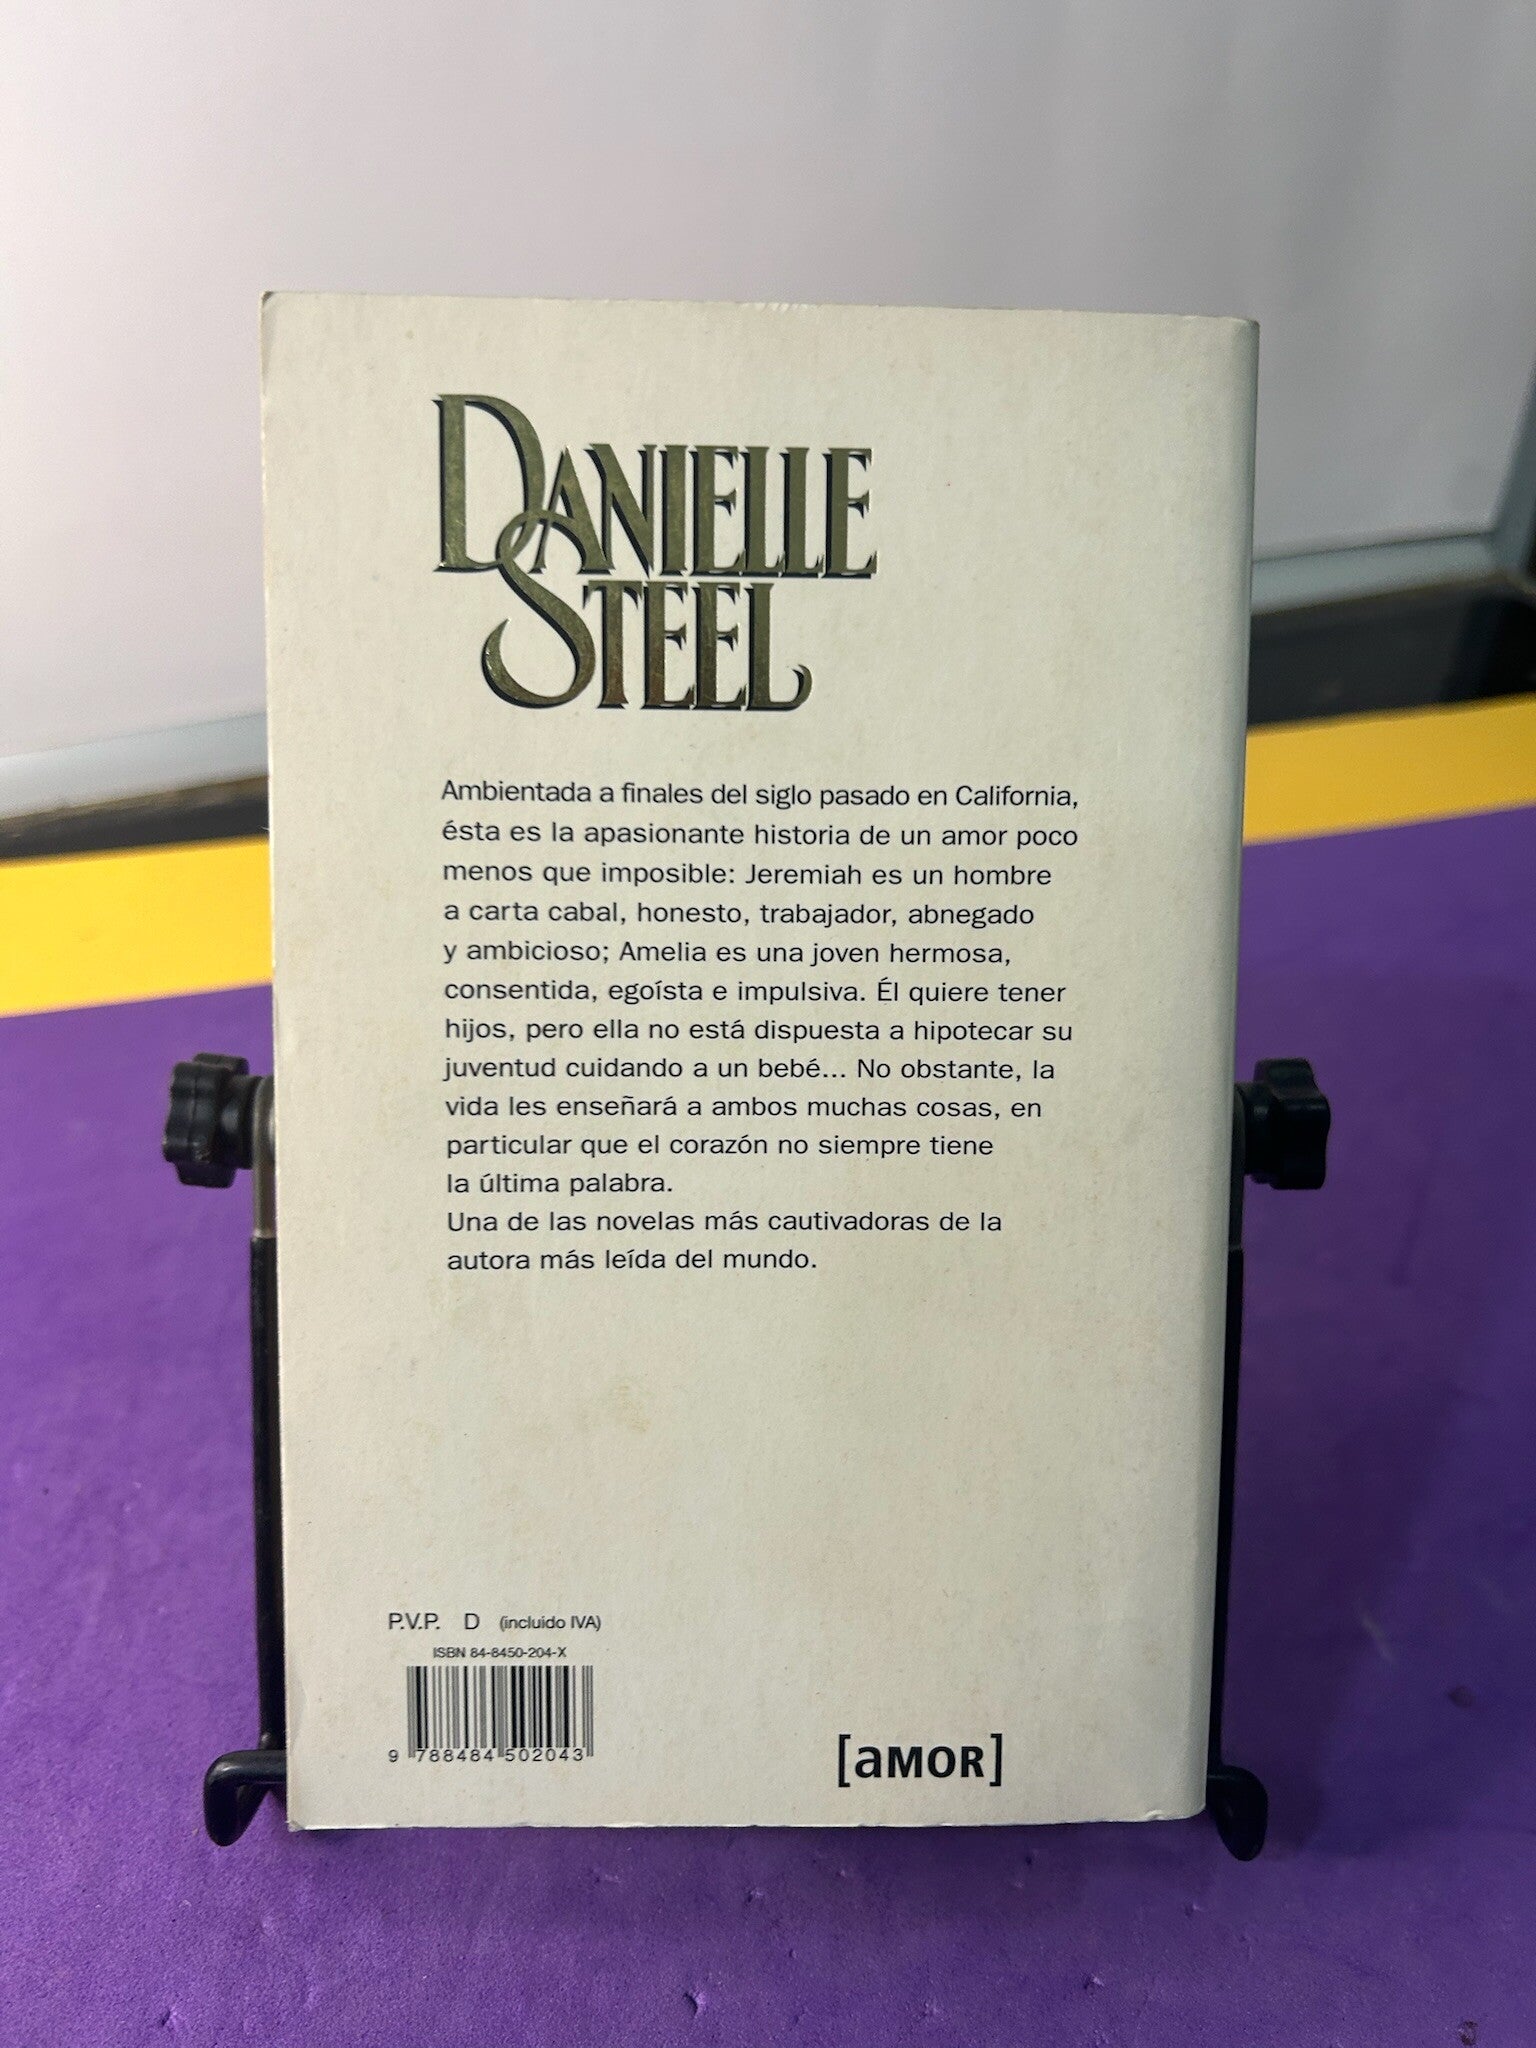 DANIELLE
STEEL
Ambientada a finales del siglo pasado en California,
ésta es la apasionante historia de un amor poco
menos que imposible: Jeremiah es un hombre
a carta cabal, honesto, trabajador, abnegado
y ambicioso; Amelia es una joven hermosa,
consentida, egoísta e impulsiva. Él quiere tener
hijos, pero ella no está dispuesta a hipotecar su
juventud cuidando a un bebé... No obstante, la
vida les enseñará a ambos muchas cosas, en
particular que el corazón no siempre tiene
la última palabra.
Una de las novelas más cautivadoras de la
autora más leída del mundo.
P.V.P. D (incluido IVA)
ISBN 84-8450-204-X
9 788484 502043
[aMOR]